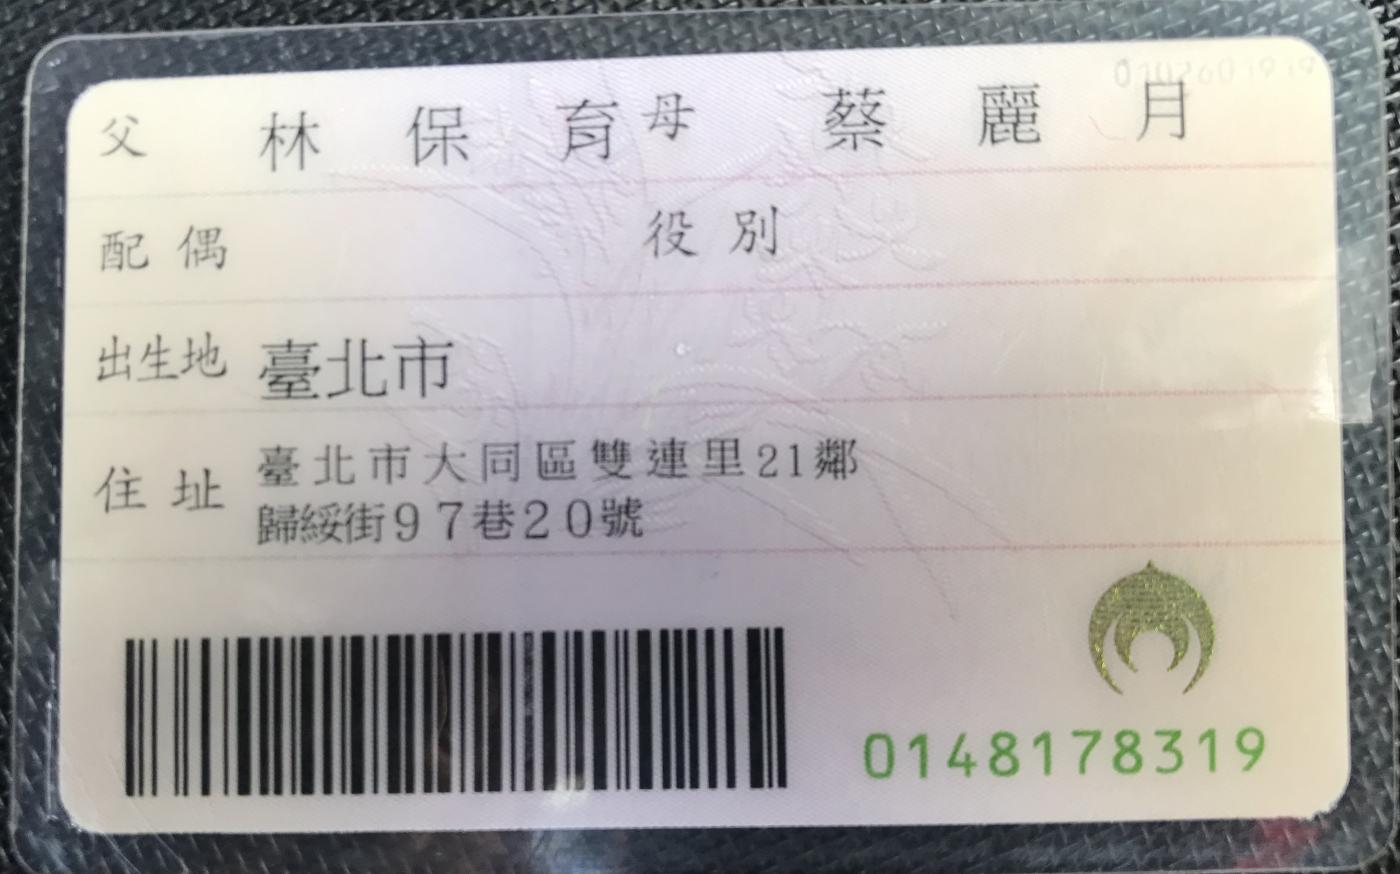 父 林保育 母 蔡麗月
配偶 役別
出生地 臺北市
住址 臺北市大同區雙連里21鄰
歸綏街97巷20號
0148178319